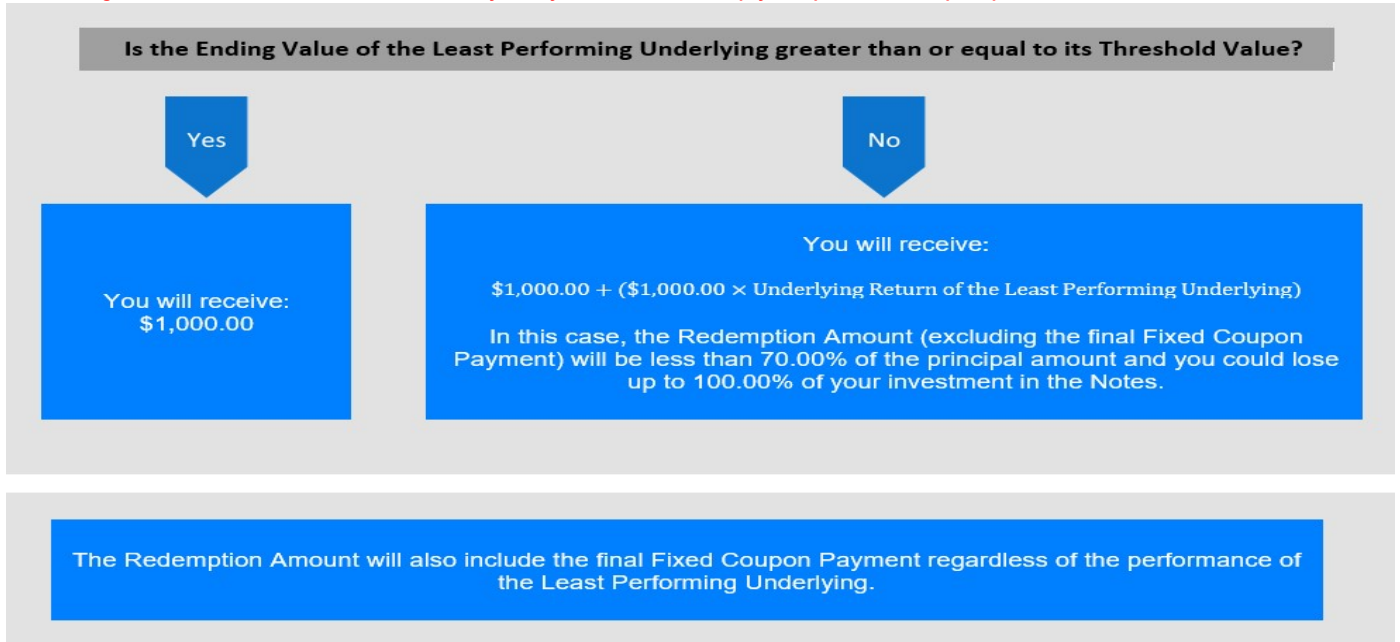 Is the Ending Value of the Least Performing Underlying greater than or equal to its Threshold Value?
Yes
No
You will receive:
$1,000.00
You will receive:
$1,000.00 + ($1,000.00 × Underlying Return of the Least Performing Underlying)
In this case, the Redemption Amount (excluding the final Fixed Coupon
Payment) will be less than 70.00% of the principal amount and you could lose
up to 100.00% of your investment in the Notes.
The Redemption Amount will also include the final Fixed Coupon Payment regardless of the performance of
the Least Performing Underlying.